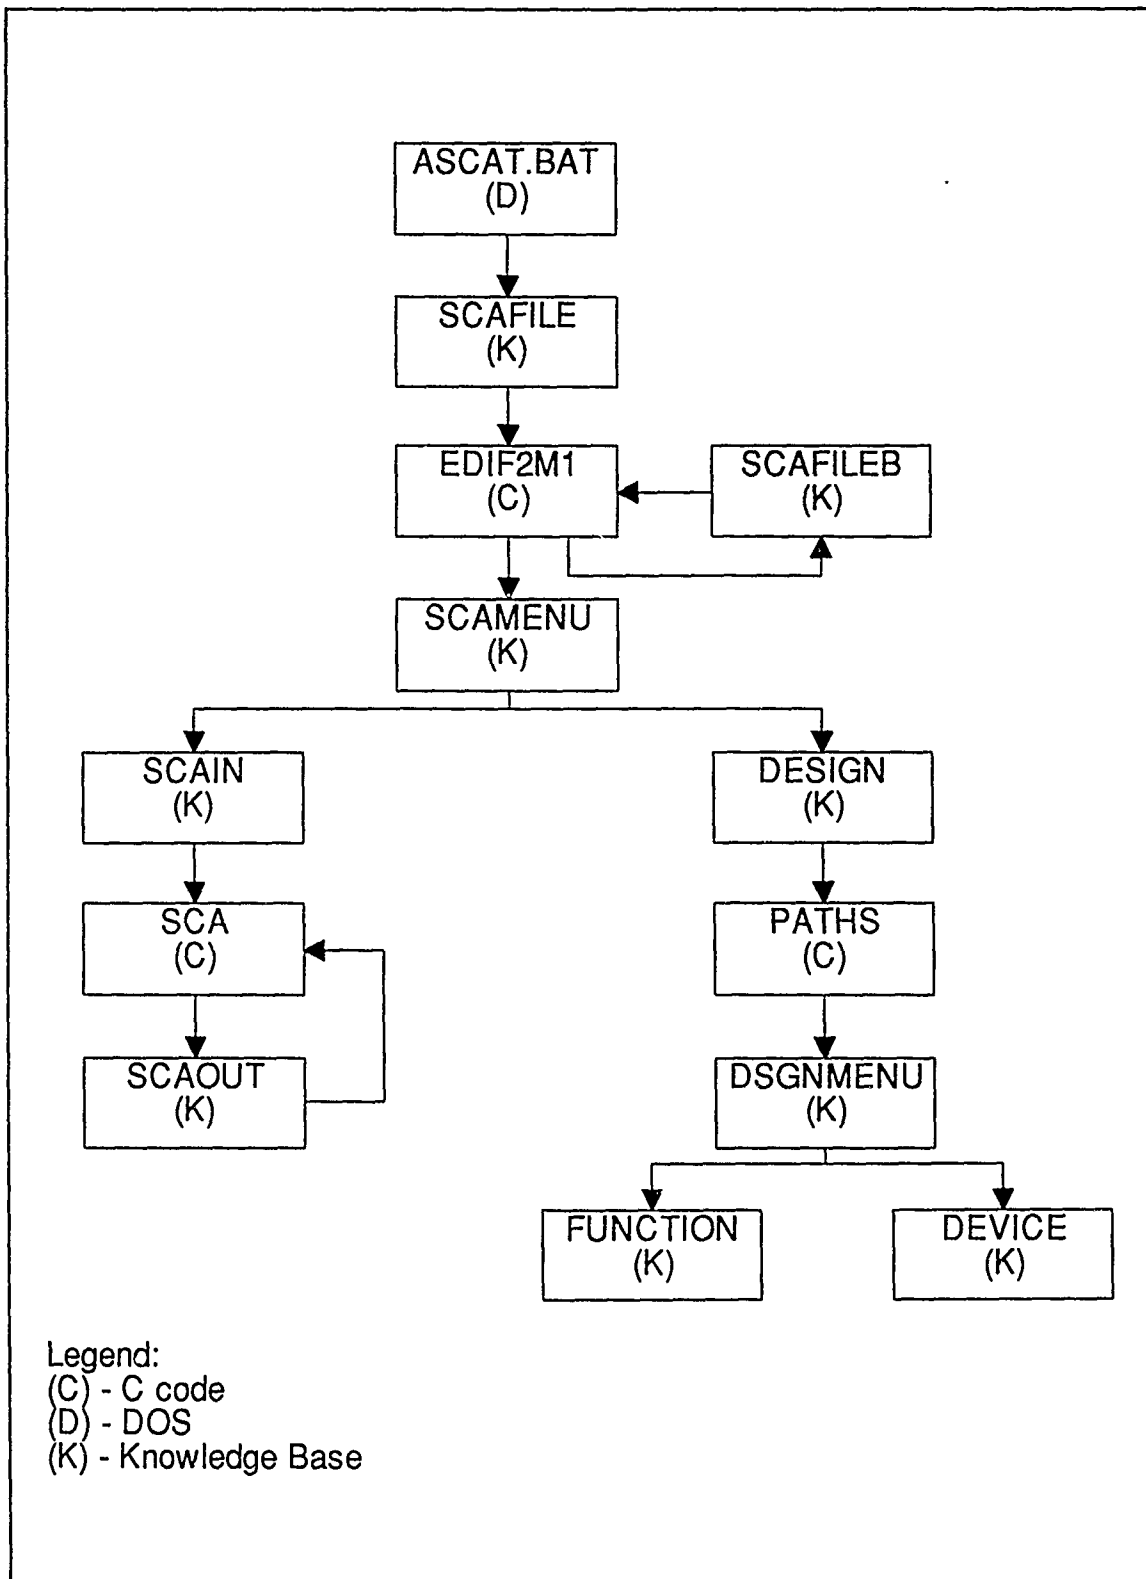 ASCAT.BAT
(D)
SCAFILE
(K)
EDIF2M1
(C)
SCAFILEB
(K)
SCAMENU
(K)
SCAIN
(K)
DESIGN
(K)
SCA
(C)
PATHS
(C)
SCAOUT
(K)
DSGNMENU
(K)
FUNCTION
(K)
DEVICE
(K)
Legend:
(C) - C code
(D) - DOS
(K) - Knowledge Base